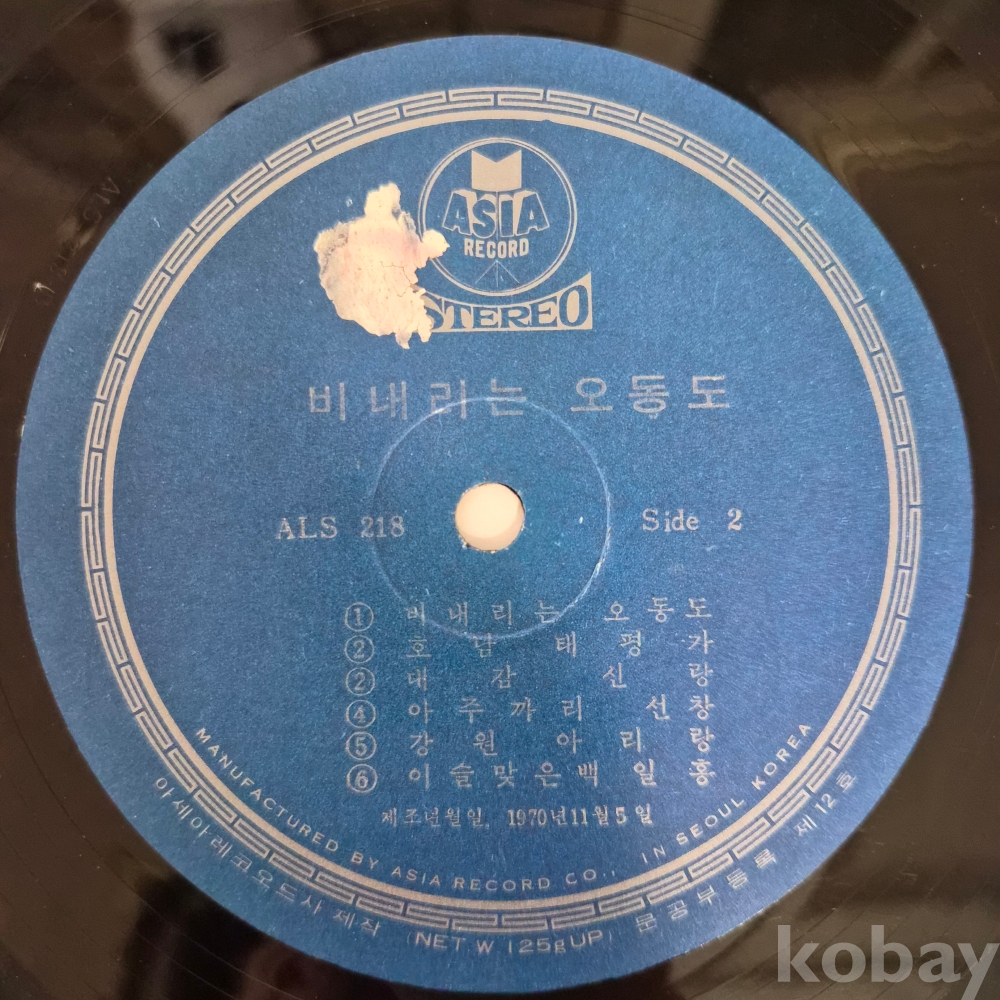 ASIA
RECORD
STEREO
비 내 리 는 오 동 도
ALS 218
Side 2
① 비 내 리 는 오 동 도
② 호 남 태 평 가
② 대 감 신 랑
④ 아 주 까 리 선 창
⑤ 강 원 아 리 랑
⑥ 이 슬 맞 은 백 일 홍
제조년월일. 1970년11월5일
MANUFACTURED BY ASIA RECORD CO., IN SEOUL KOREA
아세아레코오드사 제작 (NET W 125g UP) 문공부등록 제12호
kobay